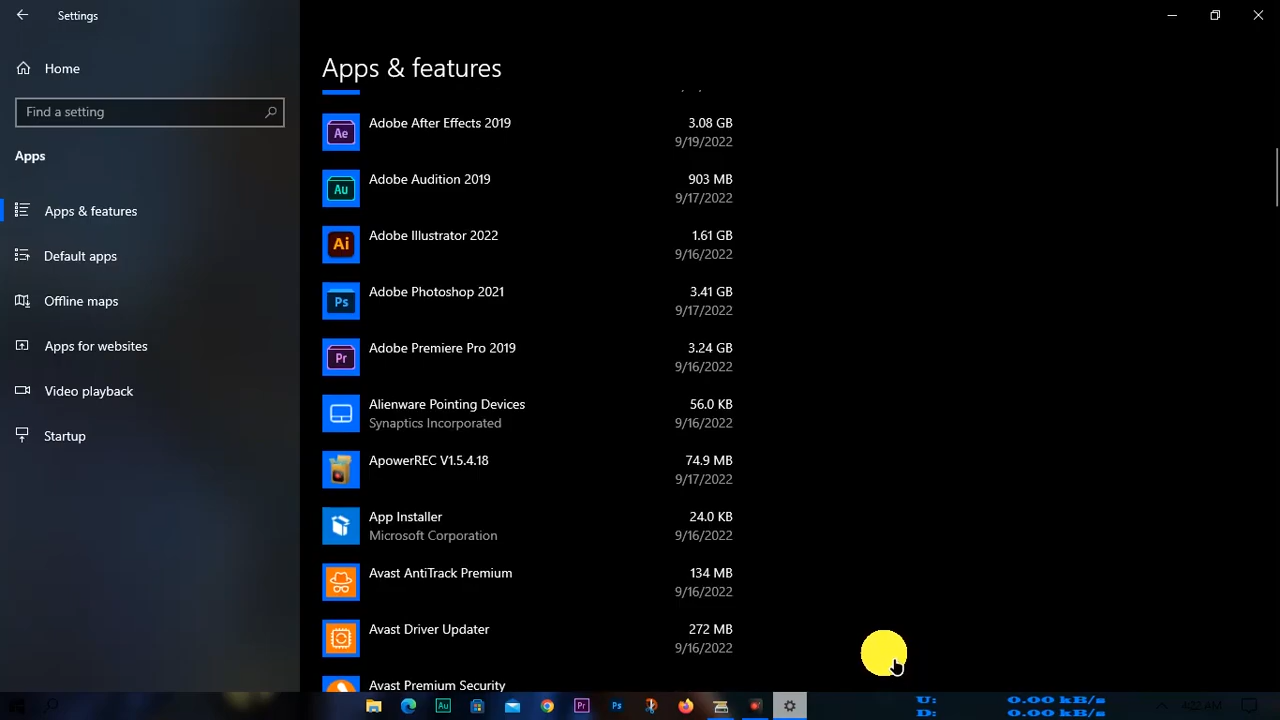 Settings
Home
Find a setting
Apps
Apps & features
Default apps
Offline maps
Apps for websites
Video playback
Startup
Apps & features
Ae
Adobe After Effects 2019
3.08 GB
9/19/2022
Au
Adobe Audition 2019
903 MB
9/17/2022
Ai
Adobe Illustrator 2022
1.61 GB
9/16/2022
Ps
Adobe Photoshop 2021
3.41 GB
9/17/2022
Pr
Adobe Premiere Pro 2019
3.24 GB
9/16/2022
Alienware Pointing Devices
56.0 KB
Synaptics Incorporated
9/16/2022
ApowerREC V1.5.4.18
74.9 MB
9/17/2022
App Installer
24.0 KB
Microsoft Corporation
9/16/2022
Avast AntiTrack Premium
134 MB
9/16/2022
Avast Driver Updater
272 MB
9/16/2022
Avast Premium Security
Au
Pr
Ps
U: 0.00 kB/s
D: 0.00 kB/s
4:22 AM